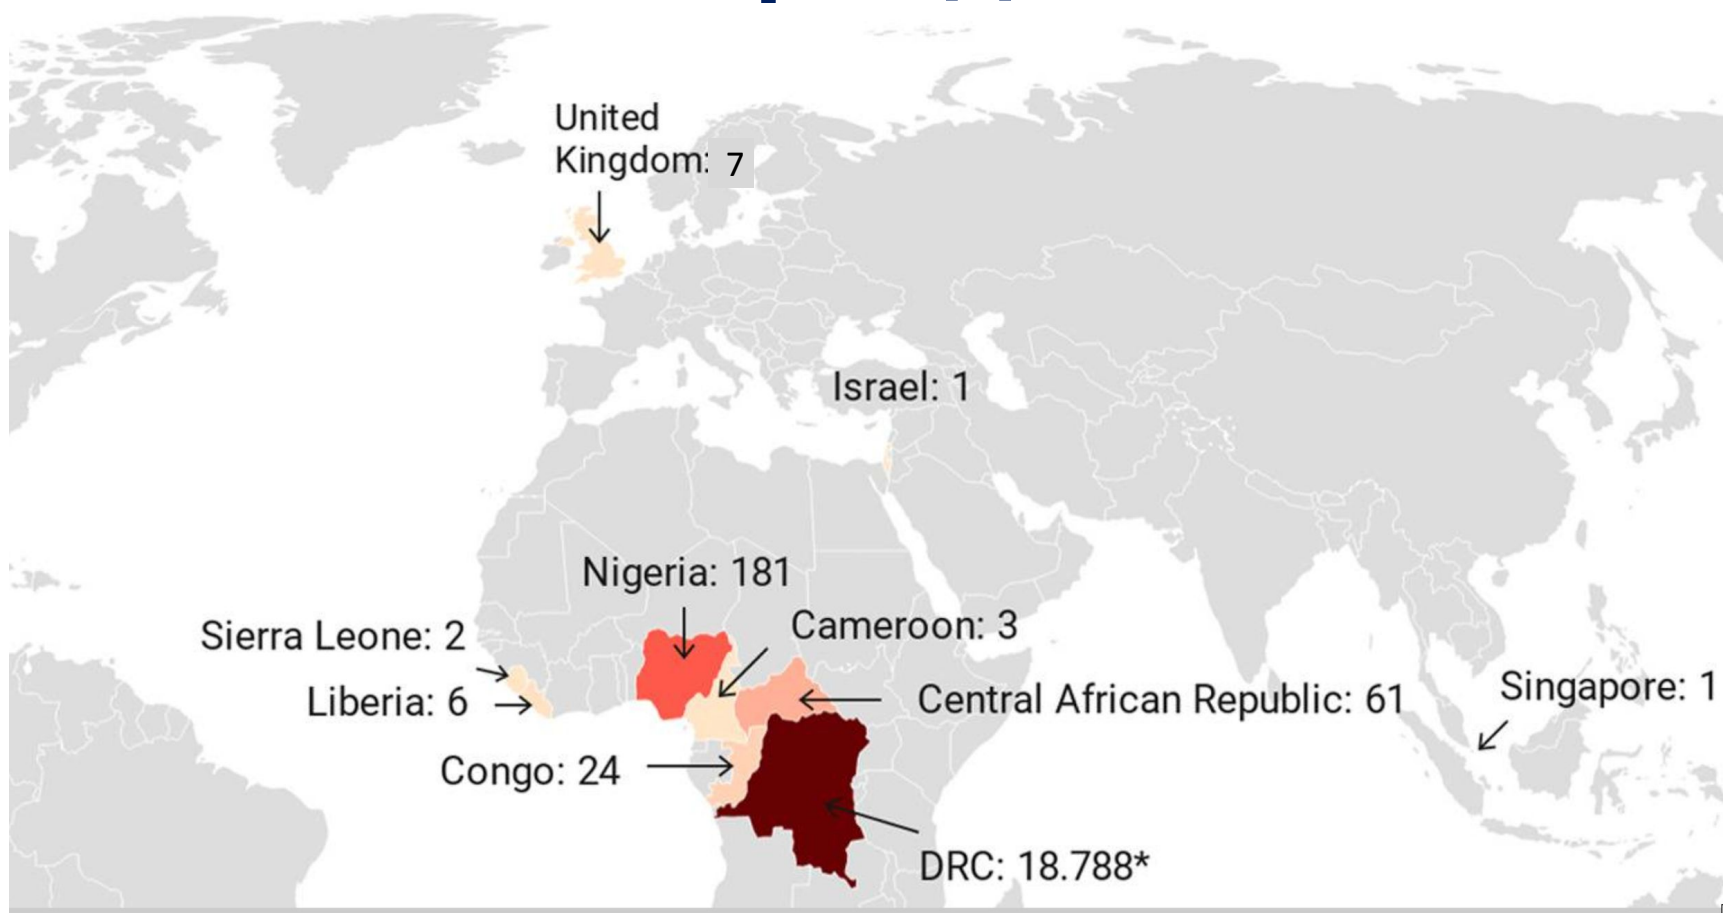 United
Kingdom: 7
Israel: 1
Nigeria: 181
Cameroon: 3
Sierra Leone: 2
Liberia: 6
Central African Republic: 61
Singapore: 1
Congo: 24
DRC: 18.788*